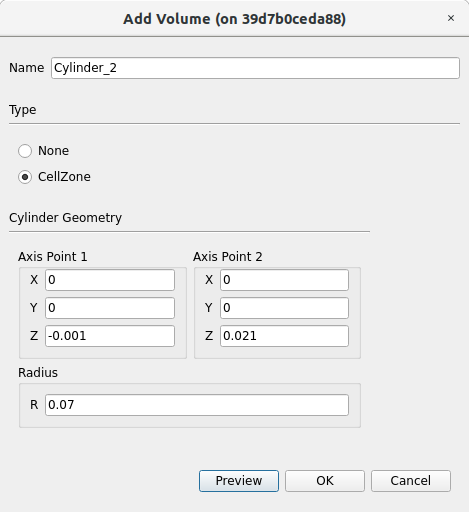 Add Volume (on 39d7b0ceda88)
×
Name Cylinder_2
Type
None
CellZone
Cylinder Geometry
Axis Point 1 Axis Point 2
X 0 X 0
Y 0 Y 0
Z -0.001 Z 0.021
Radius
R 0.07
Preview OK Cancel